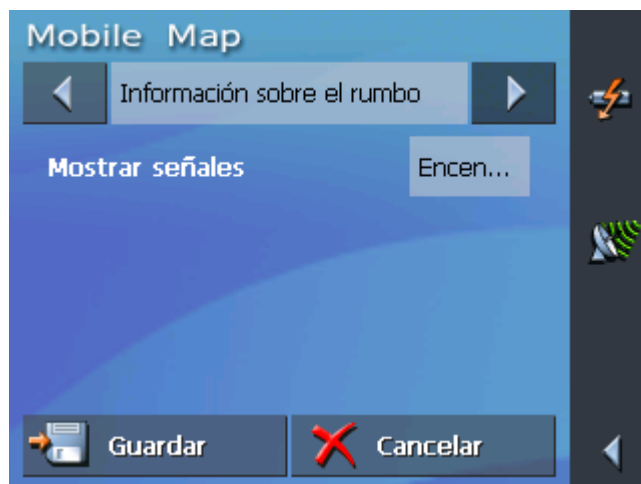 Mobile Map
Información sobre el rumbo
Mostrar señales
Encen...
Guardar
Cancelar